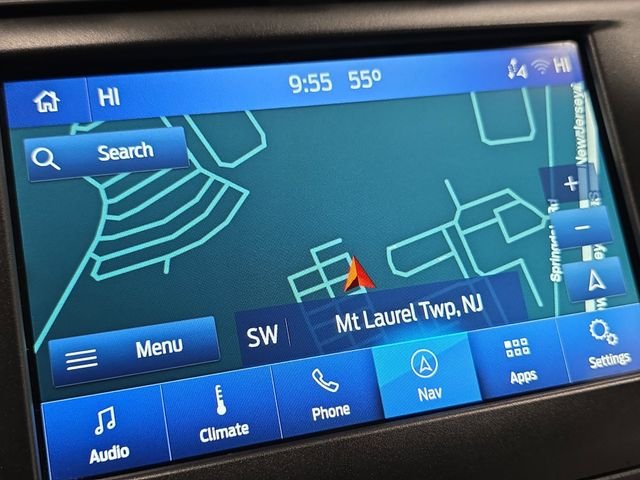 HI
9:55 55°
4 HI
Search
+
−
New Jersey
Springdale Rd
SW Mt Laurel Twp, NJ
Menu
Audio
Climate
Phone
Nav
Apps
Settings